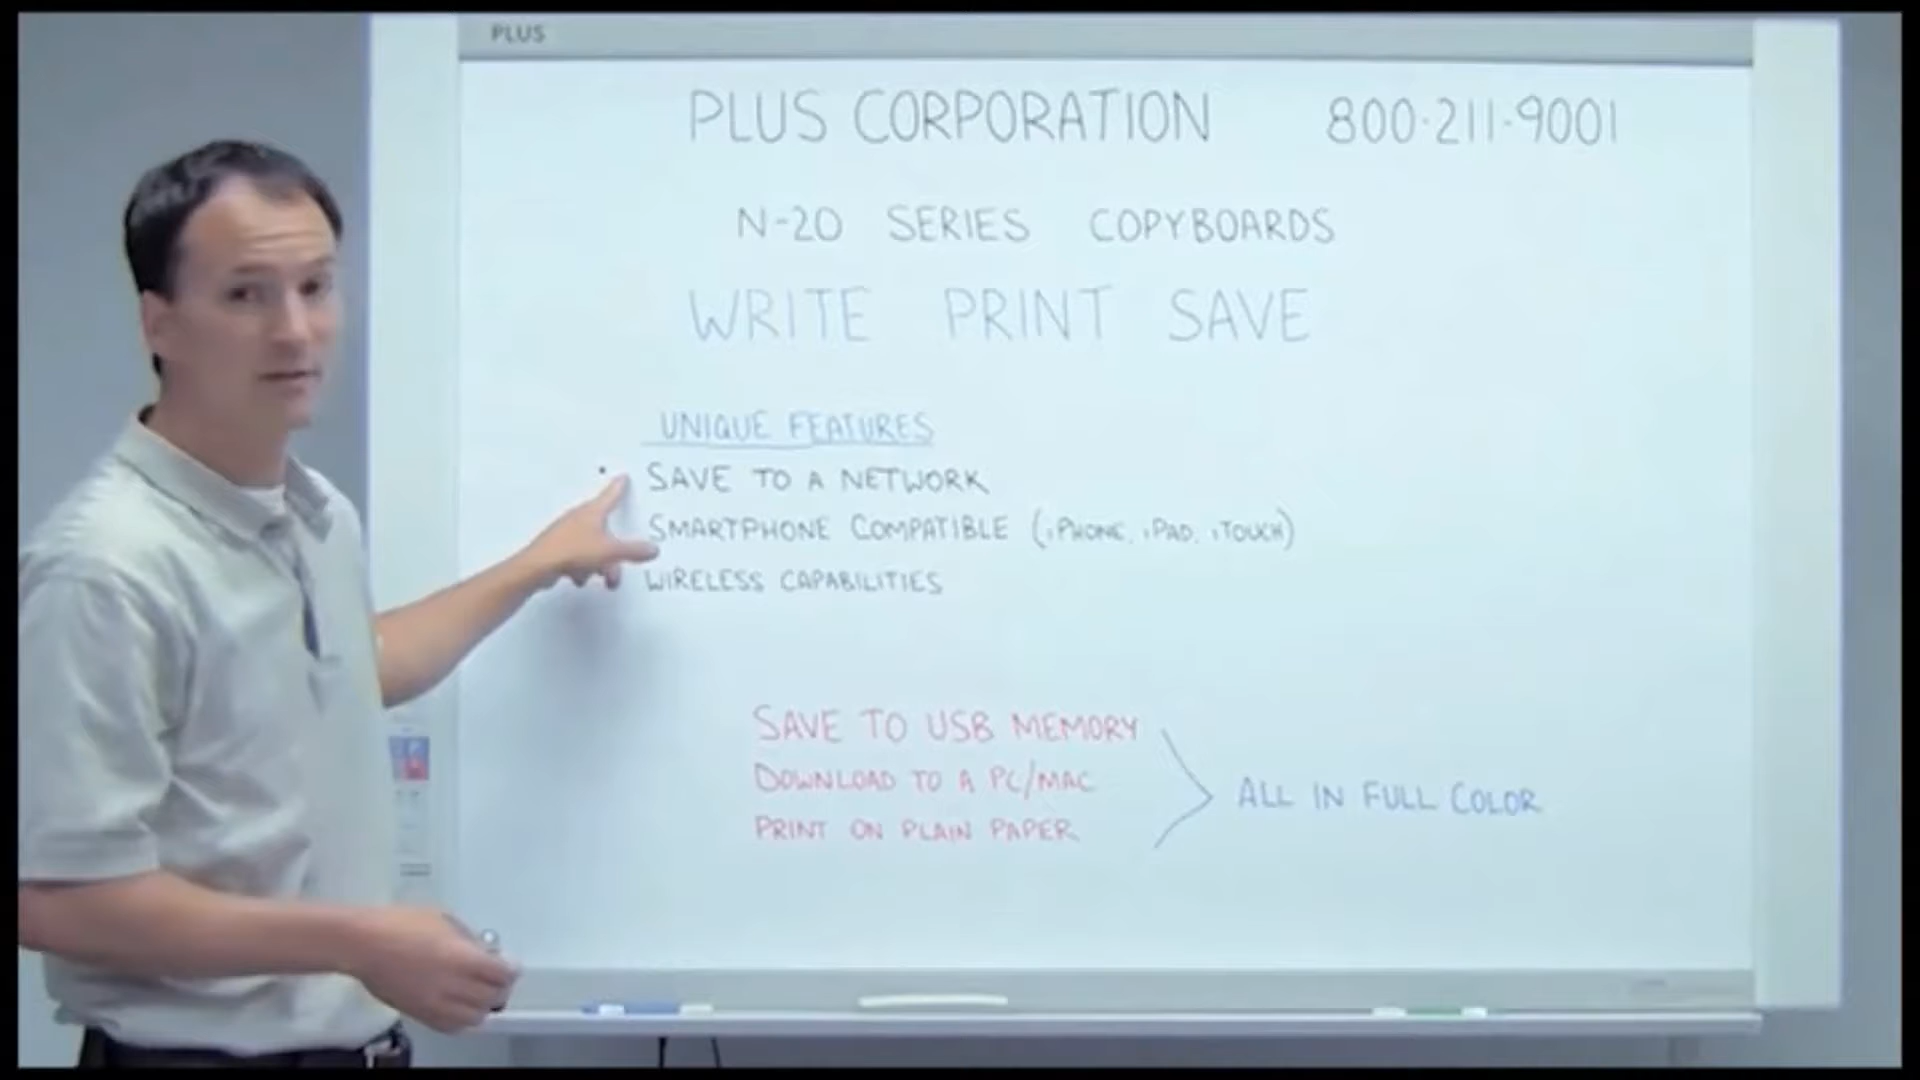 PLUS
PLUS CORPORATION 800-211-9001
N-20 SERIES COPYBOARDS
WRITE PRINT SAVE
UNIQUE FEATURES
• SAVE TO A NETWORK
SMARTPHONE COMPATIBLE (iPHONE, iPAD, iTOUCH)
WIRELESS CAPABILITIES
SAVE TO USB MEMORY
DOWNLOAD TO A PC/MAC
PRINT ON PLAIN PAPER
ALL IN FULL COLOR